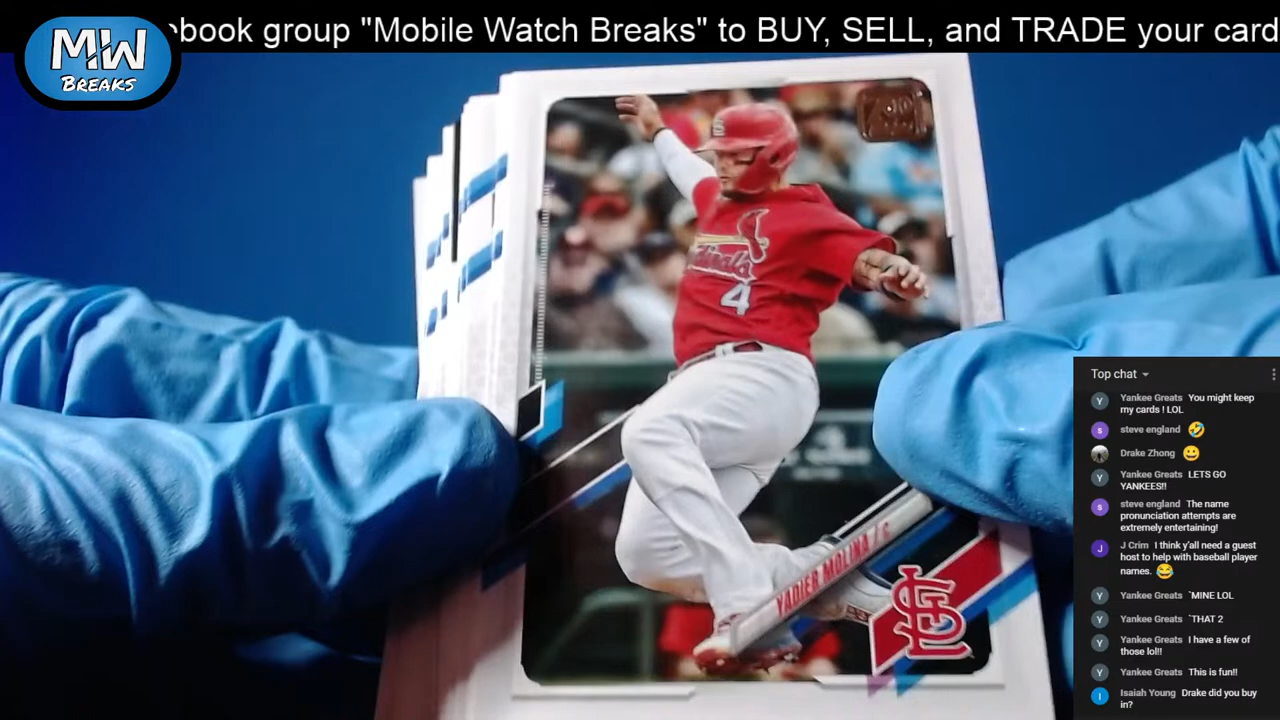 book group "Mobile Watch Breaks" to BUY, SELL, and TRADE your card
MW
BREAKS
Cardinals
4
YADIER MOLINA / C
STL
Top chat
Y Yankee Greats You might keep
my cards ! LOL
s steve england 🤣
Drake Zhong 😀
Y Yankee Greats LETS GO
YANKEES!!
s steve england The name
pronunciation attempts are
extremely entertaining!
J J Crim I think y'all need a guest
host to help with baseball player
names. 😂
Y Yankee Greats `MINE LOL
Y Yankee Greats `THAT 2
Y Yankee Greats I have a few of
those lol!!
Y Yankee Greats This is fun!!
I Isaiah Young Drake did you buy
in?